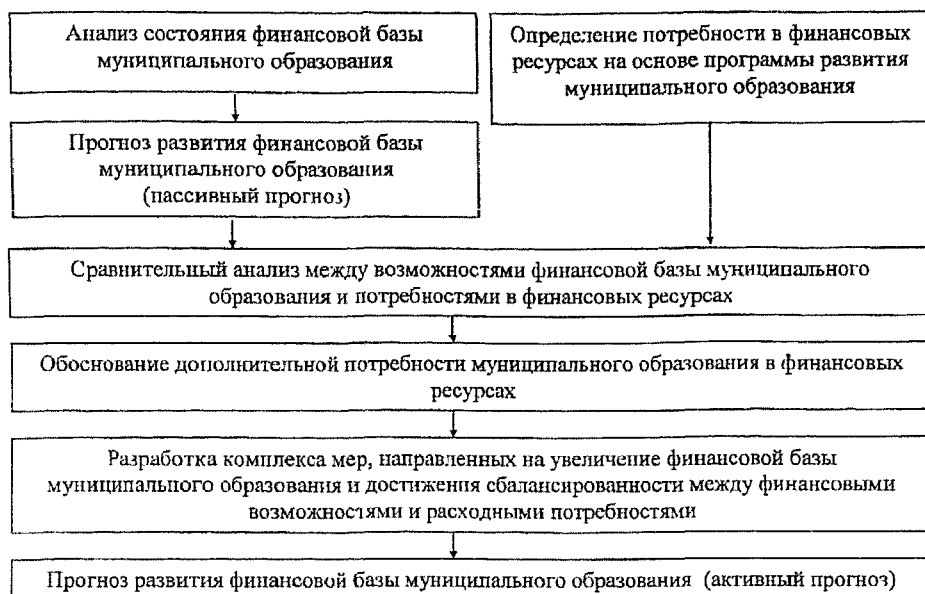 Анализ состояния финансовой базы
муниципального образования
Определение потребности в финансовых
ресурсах на основе программы развития
муниципального образования
Прогноз развития финансовой базы
муниципального образования
(пассивный прогноз)
Сравнительный анализ между возможностями финансовой базы муниципального
образования и потребностями в финансовых ресурсах
Обоснование дополнительной потребности муниципального образования в финансовых
ресурсах
Разработка комплекса мер, направленных на увеличение финансовой базы
муниципального образования и достижения сбалансированности между финансовыми
возможностями и расходными потребностями
Прогноз развития финансовой базы муниципального образования (активный прогноз)